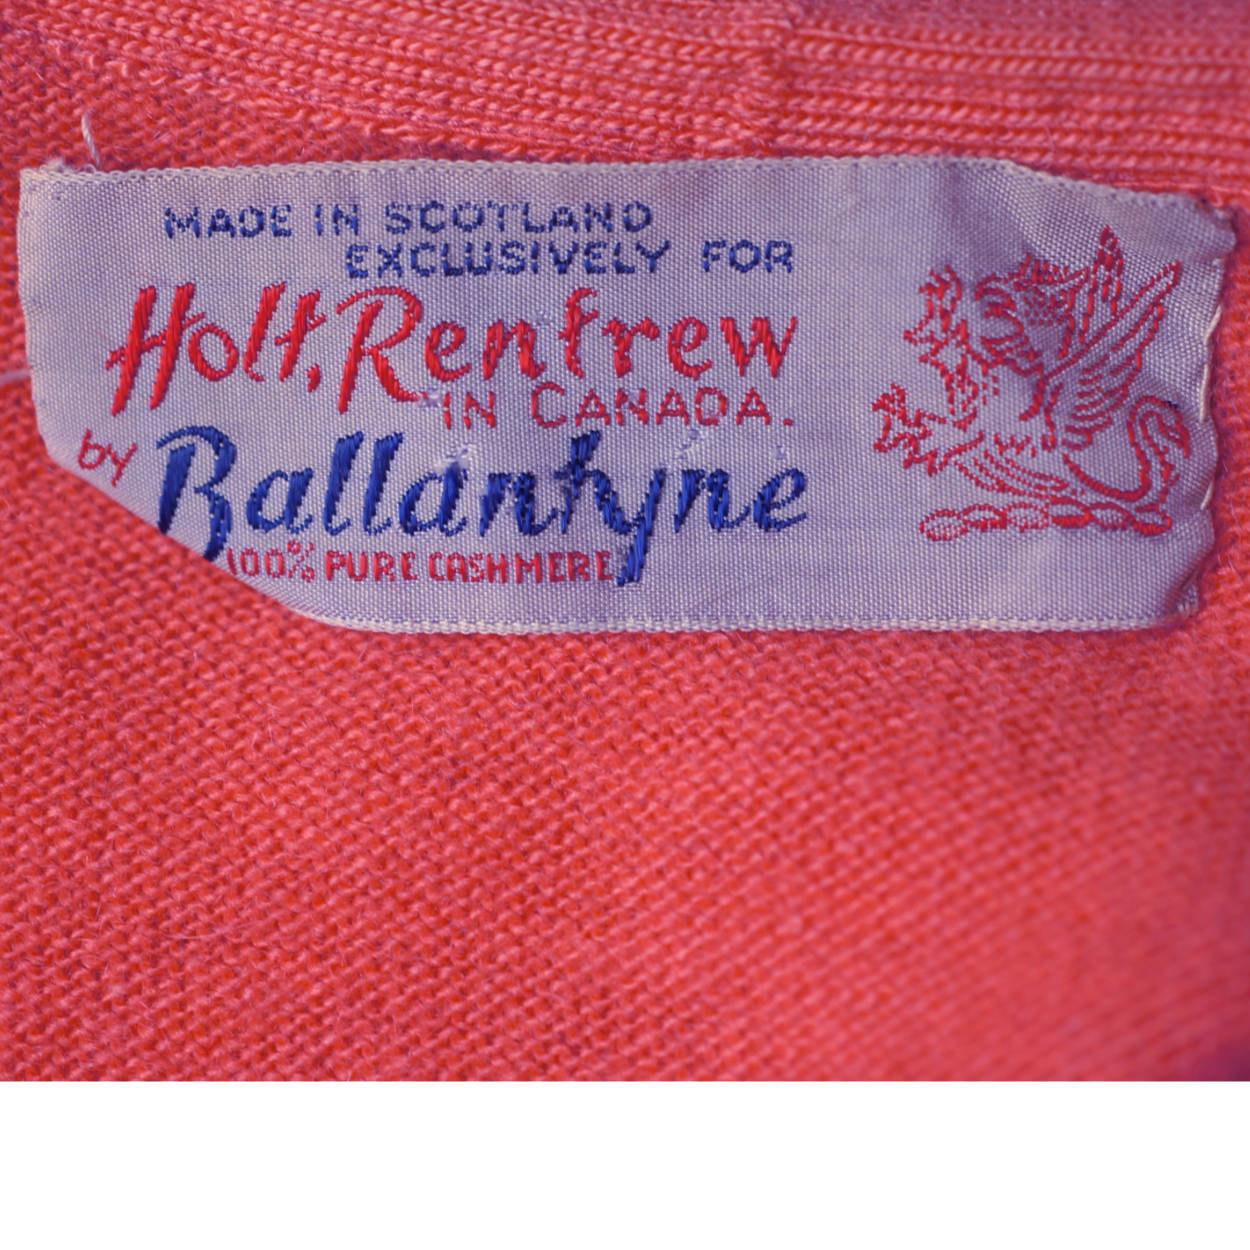 MADE IN SCOTLAND
EXCLUSIVELY FOR
Holt, Renfrew
IN CANADA.
by Ballantyne
100% PURE CASHMERE